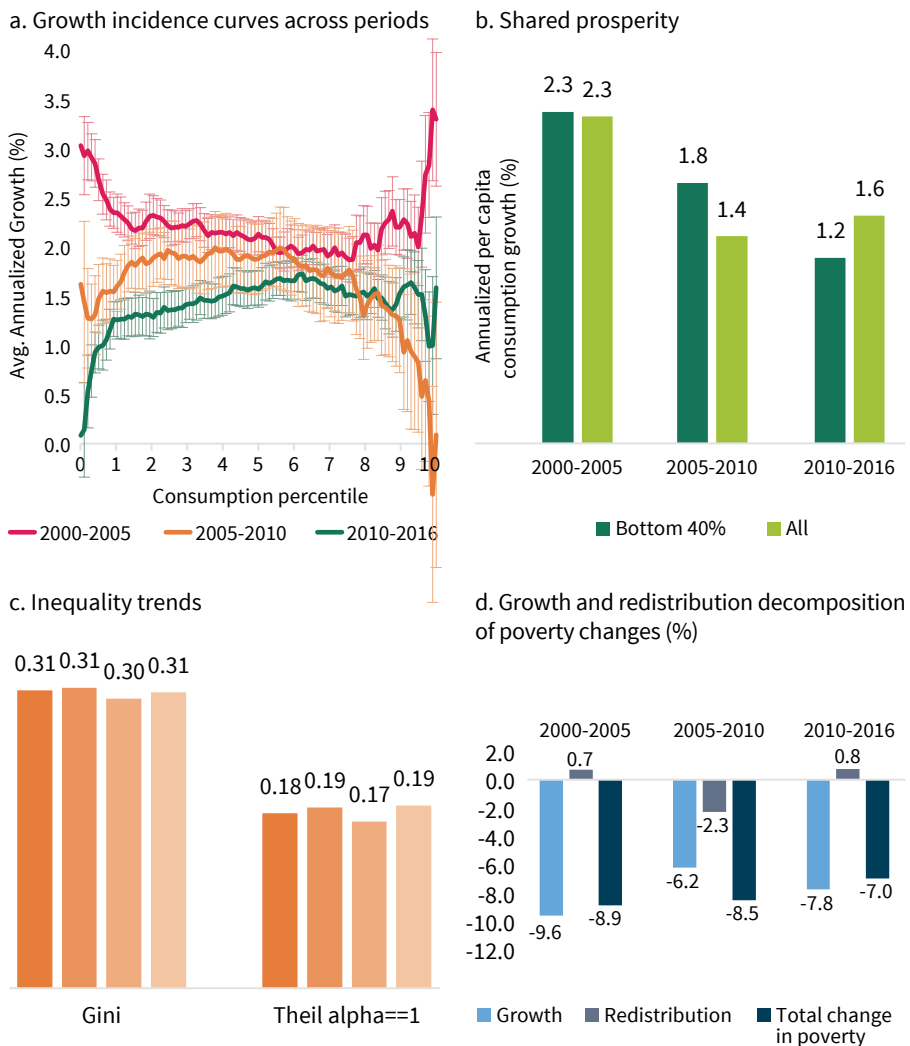 a. Growth incidence curves across periods
Avg. Annualized Growth (%)
4.0
3.5
3.0
2.5
2.0
1.5
1.0
0.5
0.0
0 1 2 3 4 5 6 7 8 9 10
Consumption percentile
2000-2005 2005-2010 2010-2016
b. Shared prosperity
Annualized per capita
consumption growth (%)
2.3 2.3
1.8
1.4
1.2
1.6
2000-2005 2005-2010 2010-2016
Bottom 40% All
c. Inequality trends
0.31 0.31 0.30 0.31
0.18 0.19 0.17 0.19
Gini Theil alpha==1
d. Growth and redistribution decomposition
of poverty changes (%)
2000-2005 2005-2010 2010-2016
2.0
0.0
-2.0
-4.0
-6.0
-8.0
-10.0
-12.0
0.7
0.8
-2.3
-6.2
-9.6
-8.9
-8.5
-7.8
-7.0
Growth Redistribution Total change
in poverty